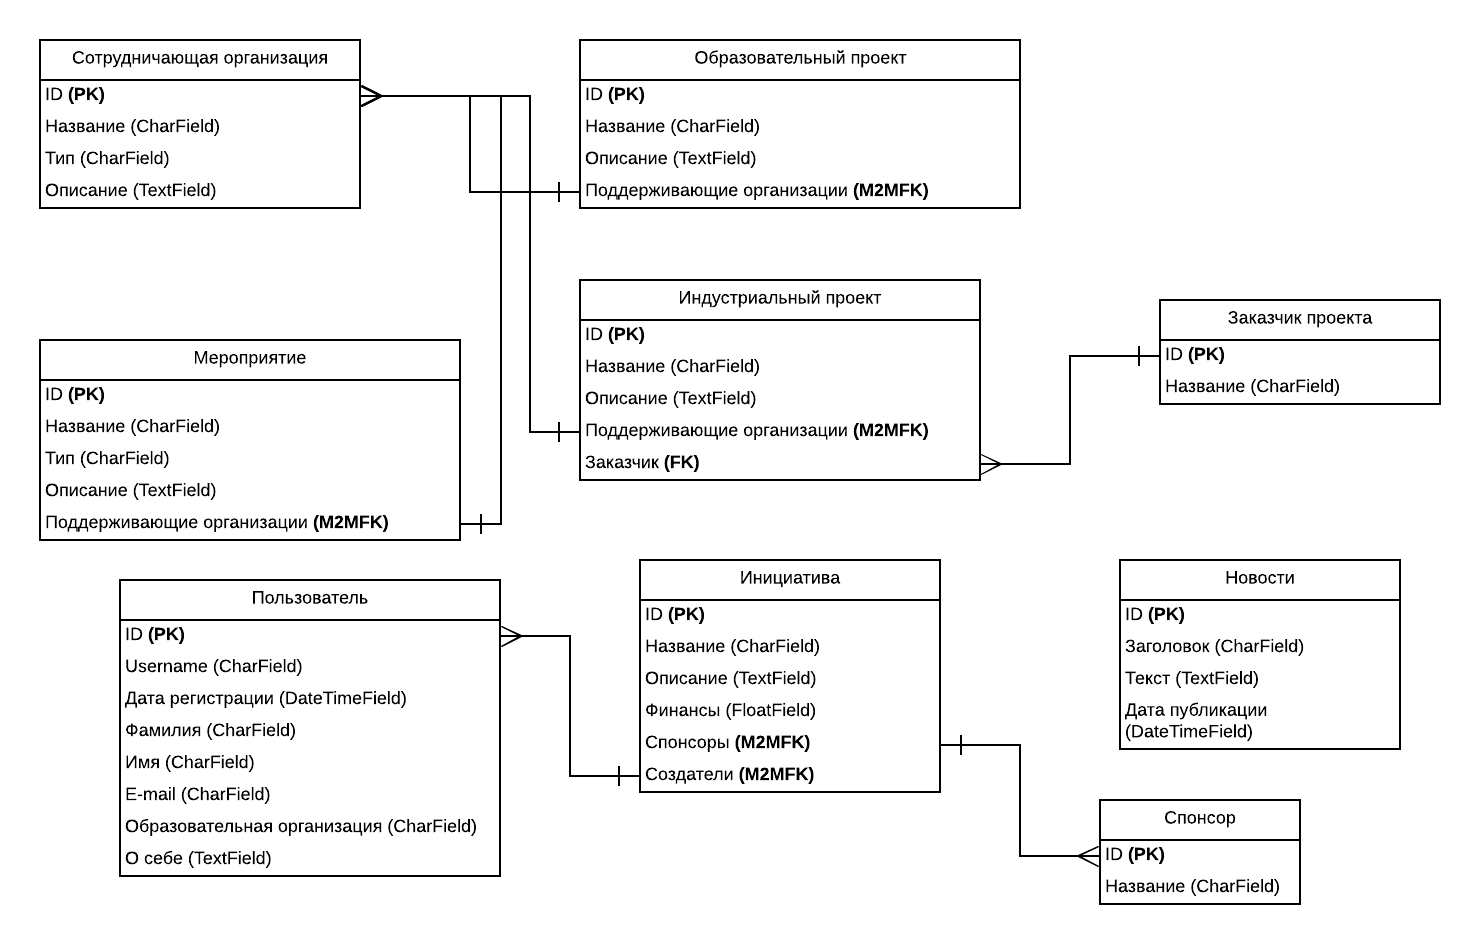 Сотрудничающая организация
ID (PK)
Название (CharField)
Тип (CharField)
Описание (TextField)
Образовательный проект
ID (PK)
Название (CharField)
Описание (TextField)
Поддерживающие организации (M2MFK)
Индустриальный проект
ID (PK)
Название (CharField)
Описание (TextField)
Поддерживающие организации (M2MFK)
Заказчик (FK)
Заказчик проекта
ID (PK)
Название (CharField)
Мероприятие
ID (PK)
Название (CharField)
Тип (CharField)
Описание (TextField)
Поддерживающие организации (M2MFK)
Пользователь
ID (PK)
Username (CharField)
Дата регистрации (DateTimeField)
Фамилия (CharField)
Имя (CharField)
E-mail (CharField)
Образовательная организация (CharField)
О себе (TextField)
Инициатива
ID (PK)
Название (CharField)
Описание (TextField)
Финансы (FloatField)
Спонсоры (M2MFK)
Создатели (M2MFK)
Новости
ID (PK)
Заголовок (CharField)
Текст (TextField)
Дата публикации
(DateTimeField)
Спонсор
ID (PK)
Название (CharField)